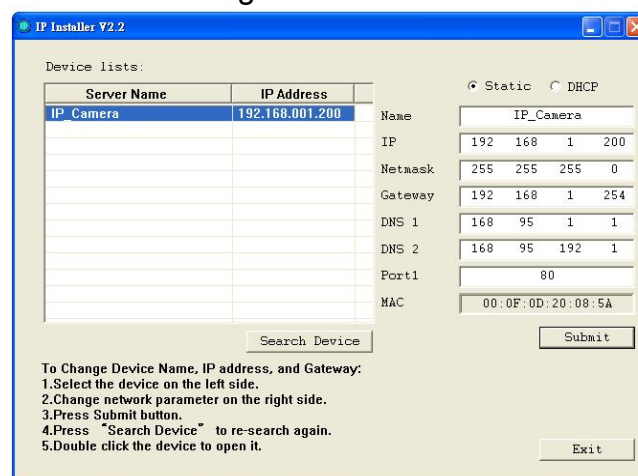 IP Installer V2.2
Device lists:
Server Name IP Address
IP_Camera 192.168.001.200
Static DHCP
Name IP_Camera
IP 192 168 1 200
Netmask 255 255 255 0
Gateway 192 168 1 254
DNS 1 168 95 1 1
DNS 2 168 95 192 1
Port1 80
MAC 00:0F:0D:20:08:5A
Search Device Submit
To Change Device Name, IP address, and Gateway:
1.Select the device on the left side.
2.Change network parameter on the right side.
3.Press Submit button.
4.Press “Search Device” to re-search again.
5.Double click the device to open it.
Exit